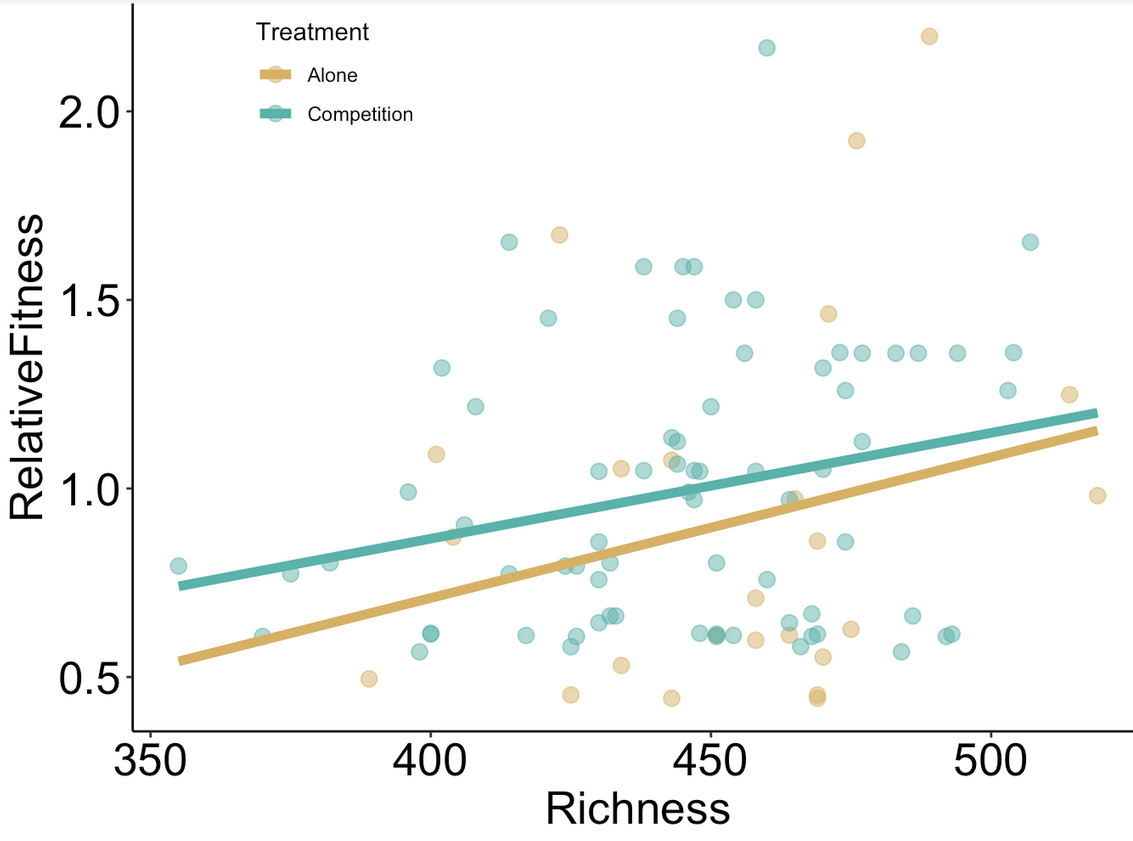 Treatment
Alone
Competition
2.0
1.5
1.0
0.5
RelativeFitness
350 400 450 500
Richness